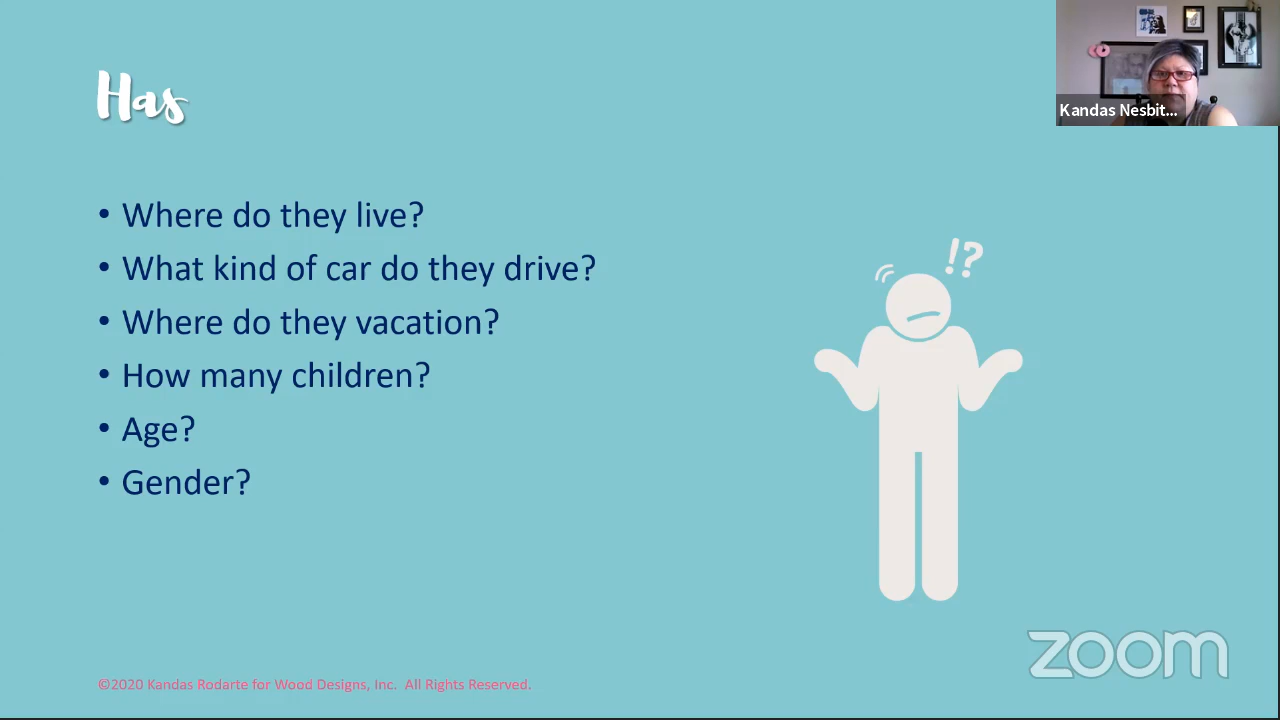 Has
Kandas Nesbit...
• Where do they live?
• What kind of car do they drive?
• Where do they vacation?
• How many children?
• Age?
• Gender?
!?
zoom
©2020 Kandas Rodarte for Wood Designs, Inc.  All Rights Reserved.